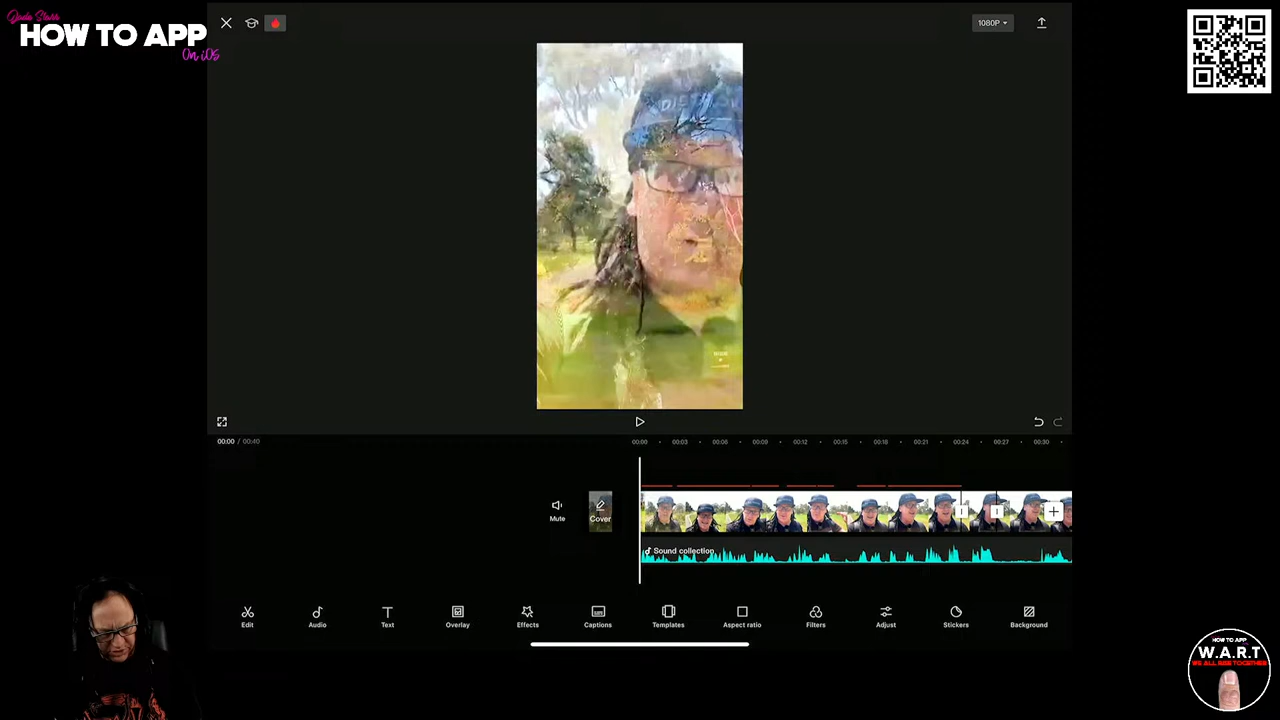 Jude Starr
HOW TO APP
On iOS
1080P
00:00 / 00:40
00:00 00:03 00:06 00:09 00:12 00:15 00:18 00:21 00:24 00:27 00:30
Mute
Cover
Sound collection
Edit Audio Text Overlay Effects Captions Templates Aspect ratio Filters Adjust Stickers Background
HOW TO APP
W.A.R.T
WE ALL RISE TOGETHER